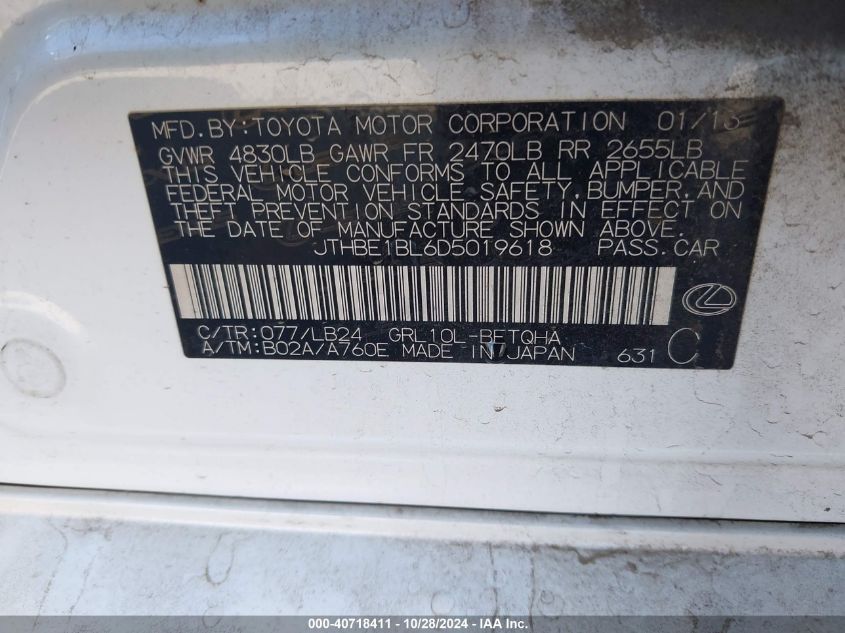 MFD.BY:TOYOTA MOTOR CORPORATION 01/13
GVWR 4830LB GAWR FR 2470LB RR 2655LB
THIS VEHICLE CONFORMS TO ALL APPLICABLE
FEDERAL MOTOR VEHICLE SAFETY,BUMPER,AND
THEFT PREVENTION STANDARDS IN EFFECT ON
THE DATE OF MANUFACTURE SHOWN ABOVE.
JTHBE1BL6D5019618 PASS.CAR
C/TR:077/LB24 GRL10L-BETQHA
A/TM:B02A/A760E MADE IN JAPAN 631 C
000-40718411 - 10/28/2024 - IAAI.com